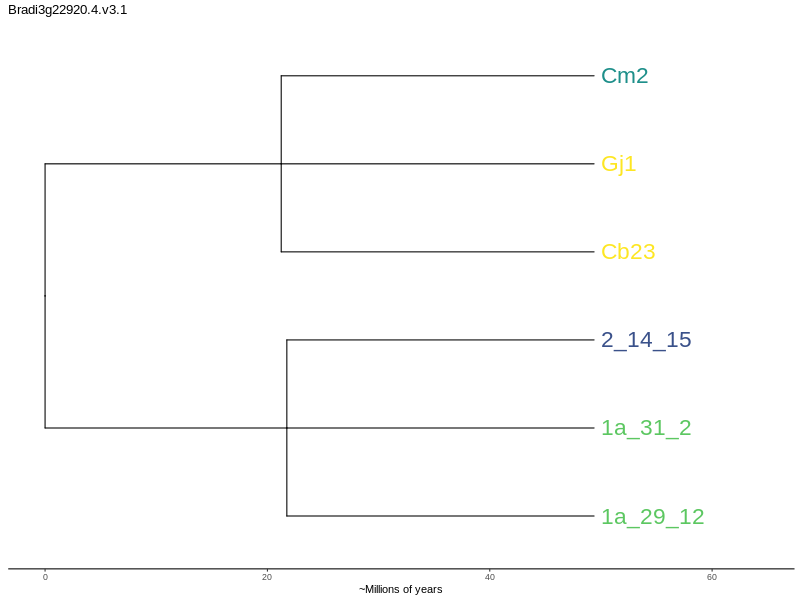 Bradi3g22920.4.v3.1
Cm2
Gj1
Cb23
2_14_15
1a_31_2
1a_29_12
0 20 40 60
~Millions of years